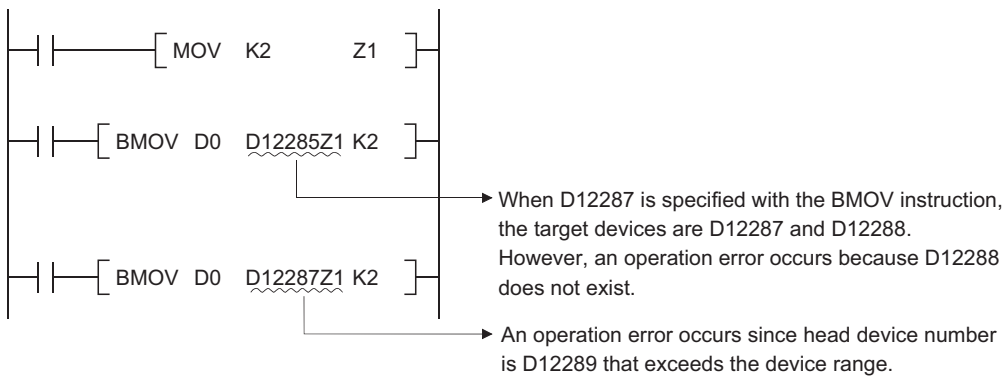 MOV K2 Z1
BMOV D0 D12285Z1 K2
When D12287 is specified with the BMOV instruction,
the target devices are D12287 and D12288.
However, an operation error occurs because D12288
does not exist.
BMOV D0 D12287Z1 K2
An operation error occurs since head device number
is D12289 that exceeds the device range.